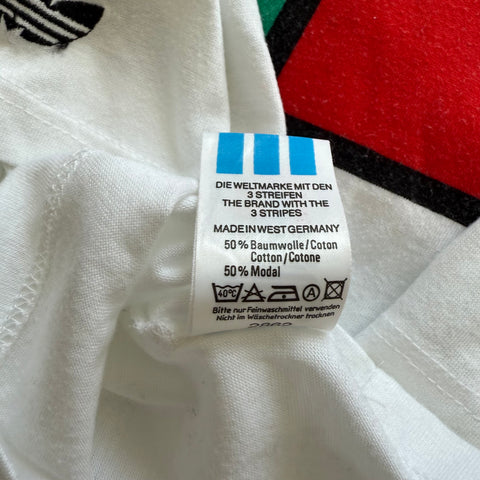 DIE WELTMARKE MIT DEN
3 STREIFEN
THE BRAND WITH THE
3 STRIPES
MADE IN WEST GERMANY
50% Baumwolle/Coton
Cotton/Cotone
50% Modal
40°C A
Bitte nur Feinwaschmittel verwenden
Nicht im Wäschetrockner trocknen